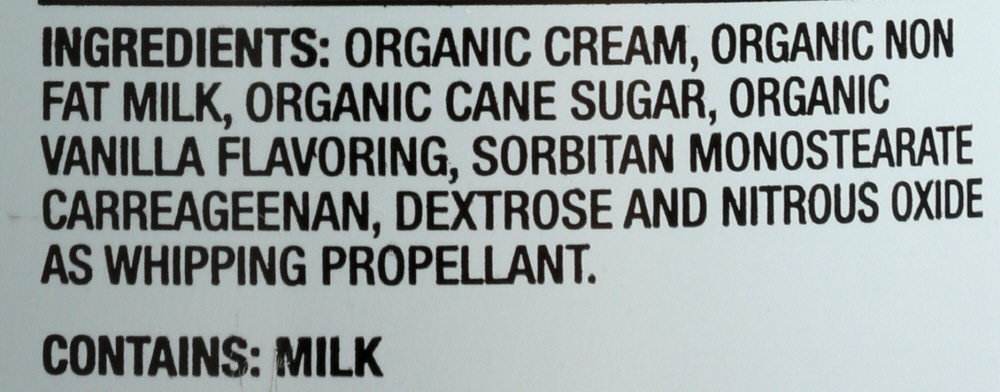 INGREDIENTS: ORGANIC CREAM, ORGANIC NON
FAT MILK, ORGANIC CANE SUGAR, ORGANIC
VANILLA FLAVORING, SORBITAN MONOSTEARATE
CARREAGEENAN, DEXTROSE AND NITROUS OXIDE
AS WHIPPING PROPELLANT.
CONTAINS: MILK